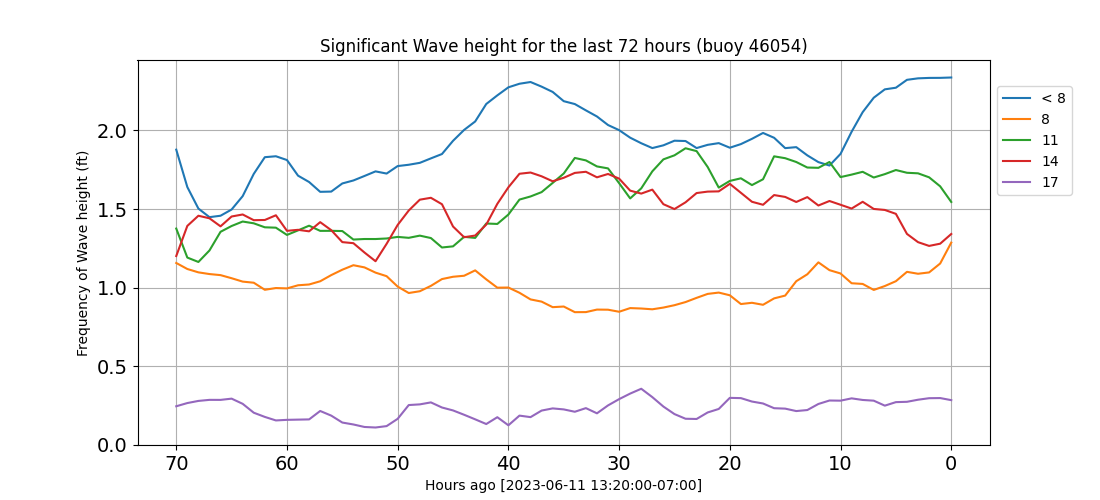 Significant Wave height for the last 72 hours (buoy 46054)
Frequency of Wave height (ft)
2.0
1.5
1.0
0.5
0.0
70 60 50 40 30 20 10 0
Hours ago [2023-06-11 13:20:00-07:00]
< 8
8
11
14
17